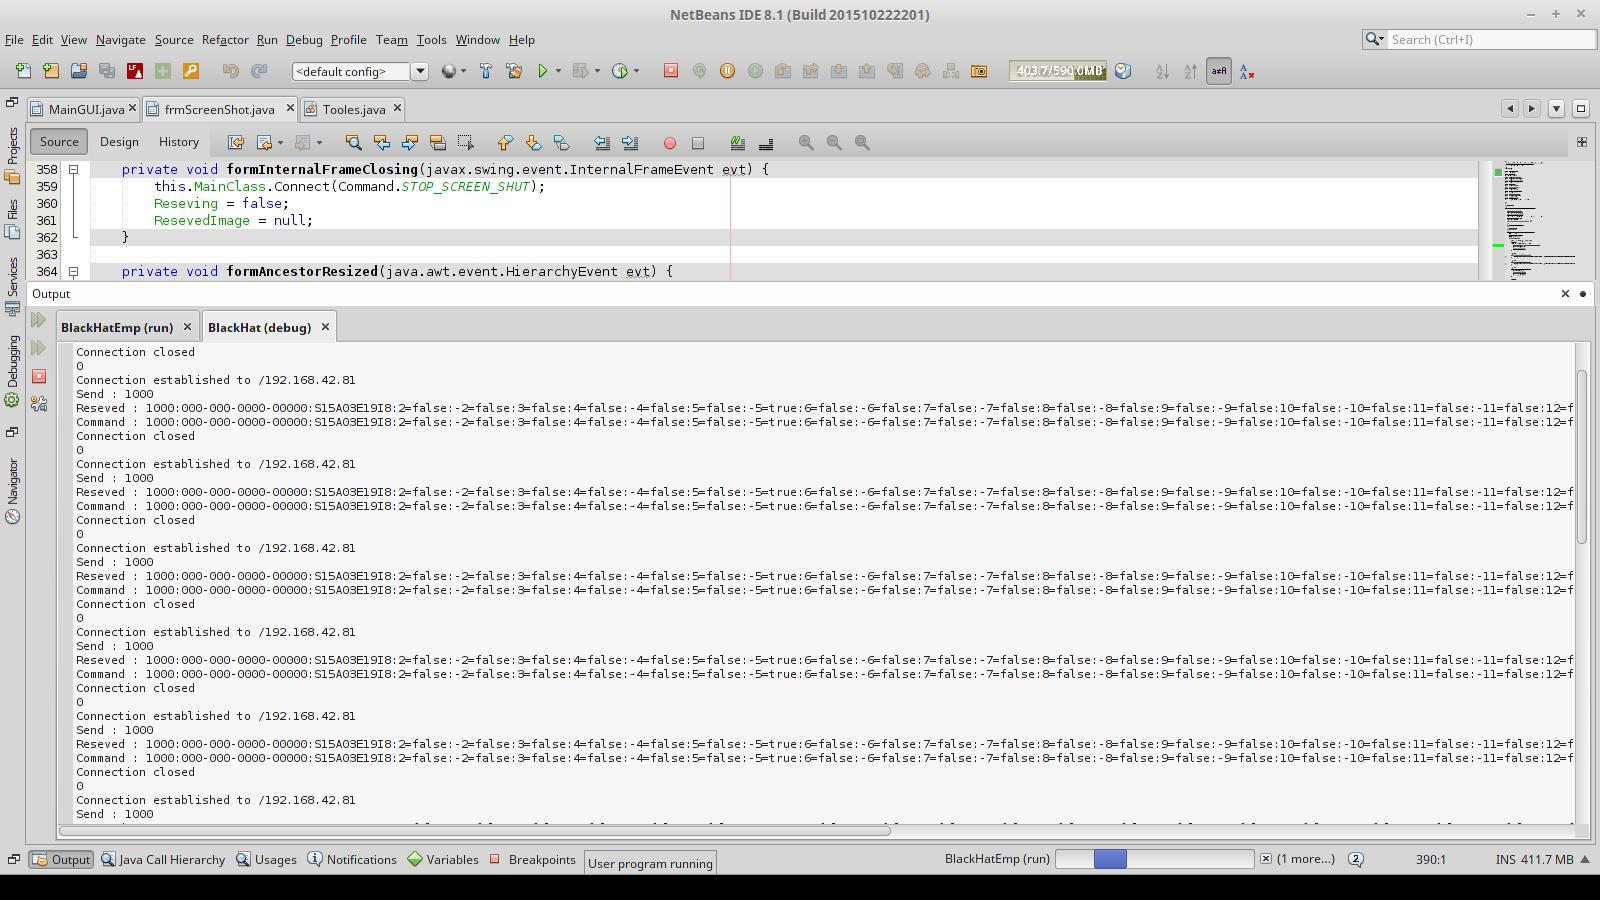 NetBeans IDE 8.1 (Build 201510222201)
File Edit View Navigate Source Refactor Run Debug Profile Team Tools Window Help
Search (Ctrl+I)
<default config>
403.7/590.0MB
MainGUI.java frmScreenShot.java Tooles.java
Source Design History
Projects
Files
Services
Debugging
Navigator
358 private void formInternalFrameClosing(javax.swing.event.InternalFrameEvent evt) {
359 this.MainClass.Connect(Command.STOP_SCREEN_SHUT);
360 Reseving = false;
361 ResevedImage = null;
362 }
363
364 private void formAncestorResized(java.awt.event.HierarchyEvent evt) {
Output
BlackHatEmp (run) BlackHat (debug)
Connection closed
0
Connection established to /192.168.42.81
Send : 1000
Reseved : 1000:000-000-0000-00000:S15A03E19I8:2=false:-2=false:3=false:4=false:-4=false:5=false:-5=true:6=false:-6=false:7=false:-7=false:8=false:-8=false:9=false:-9=false:10=false:-10=false:11=false:-11=false:12=f
Command : 1000:000-000-0000-00000:S15A03E19I8:2=false:-2=false:3=false:4=false:-4=false:5=false:-5=true:6=false:-6=false:7=false:-7=false:8=false:-8=false:9=false:-9=false:10=false:-10=false:11=false:-11=false:12=f
Connection closed
0
Connection established to /192.168.42.81
Send : 1000
Reseved : 1000:000-000-0000-00000:S15A03E19I8:2=false:-2=false:3=false:4=false:-4=false:5=false:-5=true:6=false:-6=false:7=false:-7=false:8=false:-8=false:9=false:-9=false:10=false:-10=false:11=false:-11=false:12=f
Command : 1000:000-000-0000-00000:S15A03E19I8:2=false:-2=false:3=false:4=false:-4=false:5=false:-5=true:6=false:-6=false:7=false:-7=false:8=false:-8=false:9=false:-9=false:10=false:-10=false:11=false:-11=false:12=f
Connection closed
0
Connection established to /192.168.42.81
Send : 1000
Reseved : 1000:000-000-0000-00000:S15A03E19I8:2=false:-2=false:3=false:4=false:-4=false:5=false:-5=true:6=false:-6=false:7=false:-7=false:8=false:-8=false:9=false:-9=false:10=false:-10=false:11=false:-11=false:12=f
Command : 1000:000-000-0000-00000:S15A03E19I8:2=false:-2=false:3=false:4=false:-4=false:5=false:-5=true:6=false:-6=false:7=false:-7=false:8=false:-8=false:9=false:-9=false:10=false:-10=false:11=false:-11=false:12=f
Connection closed
0
Connection established to /192.168.42.81
Send : 1000
Reseved : 1000:000-000-0000-00000:S15A03E19I8:2=false:-2=false:3=false:4=false:-4=false:5=false:-5=true:6=false:-6=false:7=false:-7=false:8=false:-8=false:9=false:-9=false:10=false:-10=false:11=false:-11=false:12=f
Command : 1000:000-000-0000-00000:S15A03E19I8:2=false:-2=false:3=false:4=false:-4=false:5=false:-5=true:6=false:-6=false:7=false:-7=false:8=false:-8=false:9=false:-9=false:10=false:-10=false:11=false:-11=false:12=f
Connection closed
0
Connection established to /192.168.42.81
Send : 1000
Reseved : 1000:000-000-0000-00000:S15A03E19I8:2=false:-2=false:3=false:4=false:-4=false:5=false:-5=true:6=false:-6=false:7=false:-7=false:8=false:-8=false:9=false:-9=false:10=false:-10=false:11=false:-11=false:12=f
Command : 1000:000-000-0000-00000:S15A03E19I8:2=false:-2=false:3=false:4=false:-4=false:5=false:-5=true:6=false:-6=false:7=false:-7=false:8=false:-8=false:9=false:-9=false:10=false:-10=false:11=false:-11=false:12=f
Connection closed
0
Connection established to /192.168.42.81
Send : 1000
Output Java Call Hierarchy Usages Notifications Variables Breakpoints User program running BlackHatEmp (run) (1 more...) 2 390:1 INS 411.7 MB